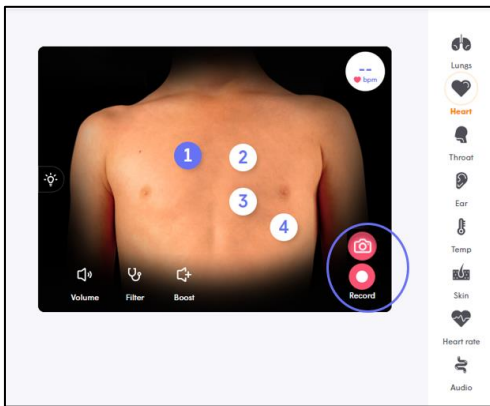 -- 
bpm
1
2
3
4
Volume
Filter
Boost
Record
Lungs
Heart
Throat
Ear
Temp
Skin
Heart rate
Audio